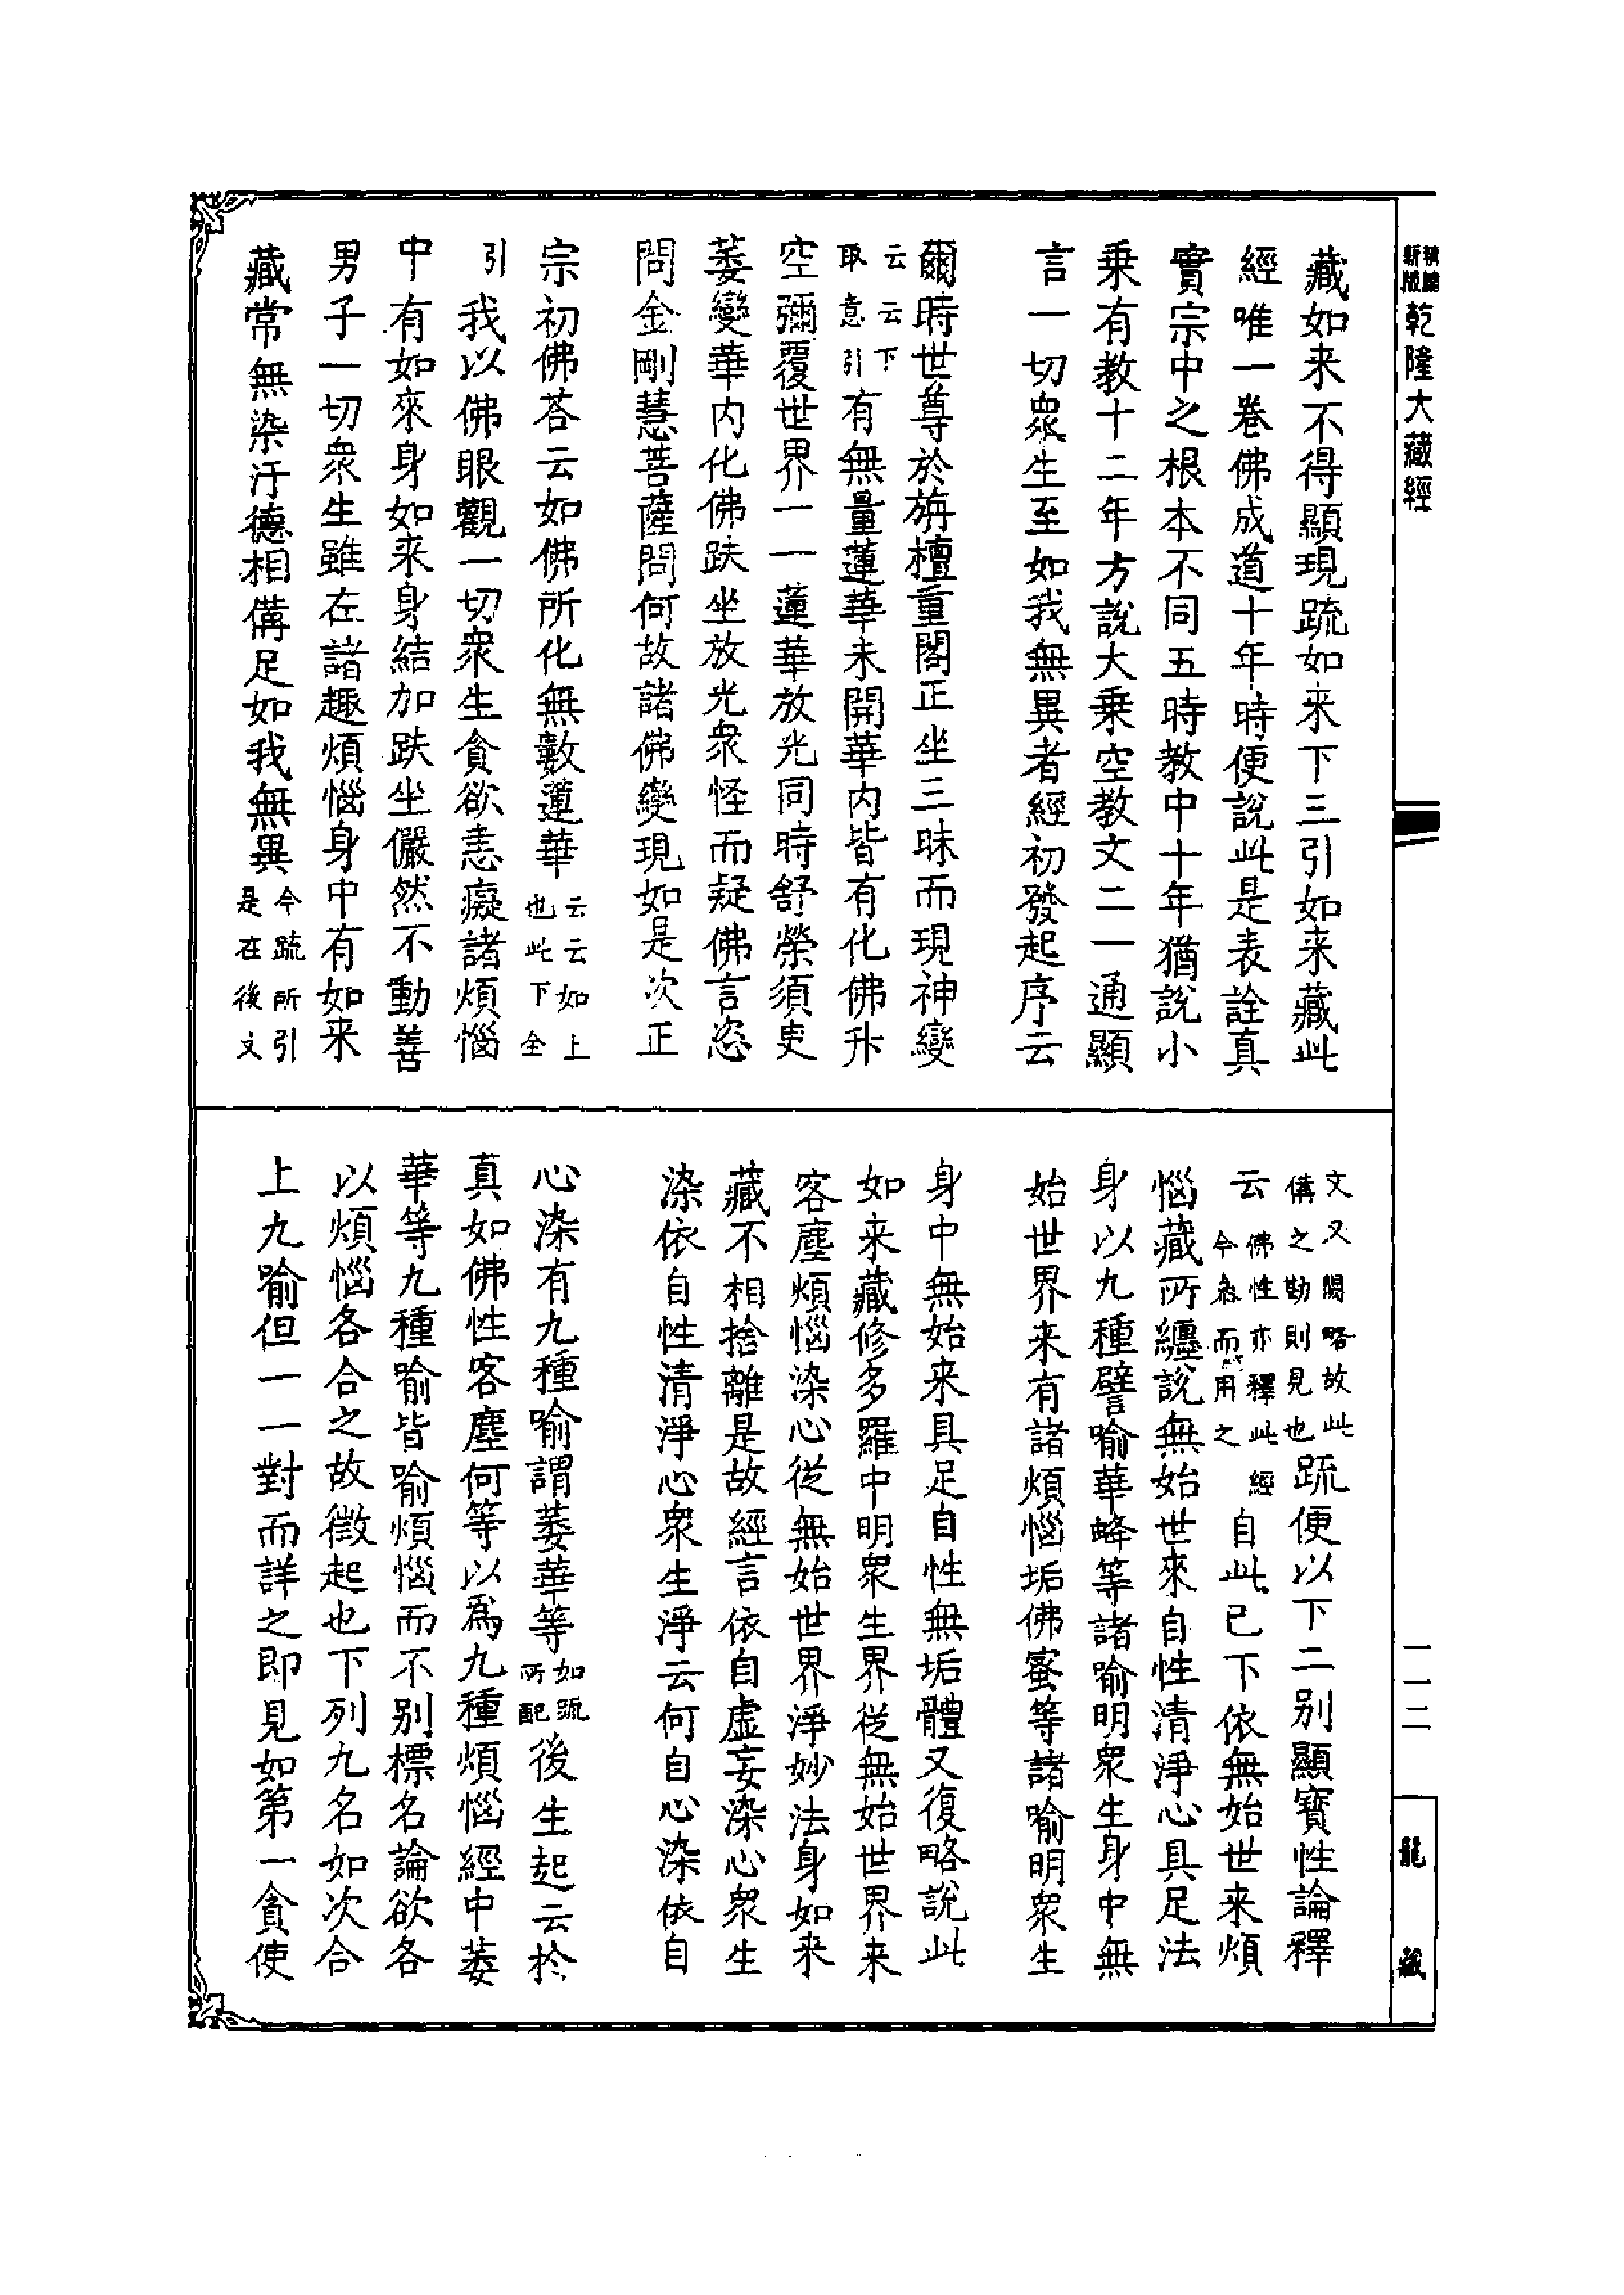 新版
乾隆大藏經
藏如来不得顯現疏如来下三引如来藏此
經唯一卷佛成道十年時便說此是表詮真
實宗中之根本不同五時教中十年猶說小
乗有教十二年方說大乗空教文二一通顯
言一切衆生至如我無異者經初發起序云
爾時世尊於旃檀重閣正坐三昧而現神變
云云下
取意引
有無量蓮華未開華内皆有化佛升
空彌覆世界一一蓮華放光同時舒榮須臾
萎變華内化佛趺坐放光衆怪而疑佛言恣
問金剛慧菩薩問何故諸佛變現如是次正
宗初佛荅云如佛所化無數蓮華
云云如上
也此下全
引
我以佛眼觀一切衆生貪欲恚癡諸煩惱
中有如來身如来身結加趺坐儼然不動善
男子一切衆生雖在諸趣煩惱身中有如来
藏常無染汙德相備足如我無異
今疏所引
是在後文
文又闊略故此
備之勘則見也
疏便以下二別顯寶性論釋
云
佛性亦釋此經
今叅而用之
自此已下依無始世来煩
惱藏所纏說無始世來自性清淨心具足法
身以九種譬喻華蜂等諸喻明衆生身中無
始世界来有諸煩惱垢佛蜜等諸喻明衆生
身中無始来具足自性無垢體又復略說此
如来藏修多羅中明衆生界從無始世界来
客塵煩惱染心從無始世界淨妙法身如来
藏不相捨離是故經言依自虚妄染心衆生
染依自性清淨心衆生淨云何自心染依自
心染有九種喻謂萎華等
如疏
所配
後生起云於
真如佛性客塵何等以爲九種煩惱經中萎
華等九種喻皆喻煩惱而不別標名論欲各
以煩惱各合之故徵起也下列九名如次合
上九喻但一一對而詳之即見如第一貪使
一一二
龍藏